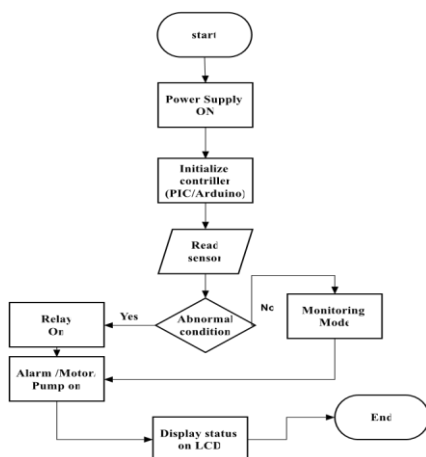 start
Power Supply
ON
Initialize
contriller
(PIC/Arduino)
Read
sensor
Abnormal
condition
Yes
No
Relay
On
Monitoring
Mode
Alarm /Motor/
Pump on
Display status
on LCD
End